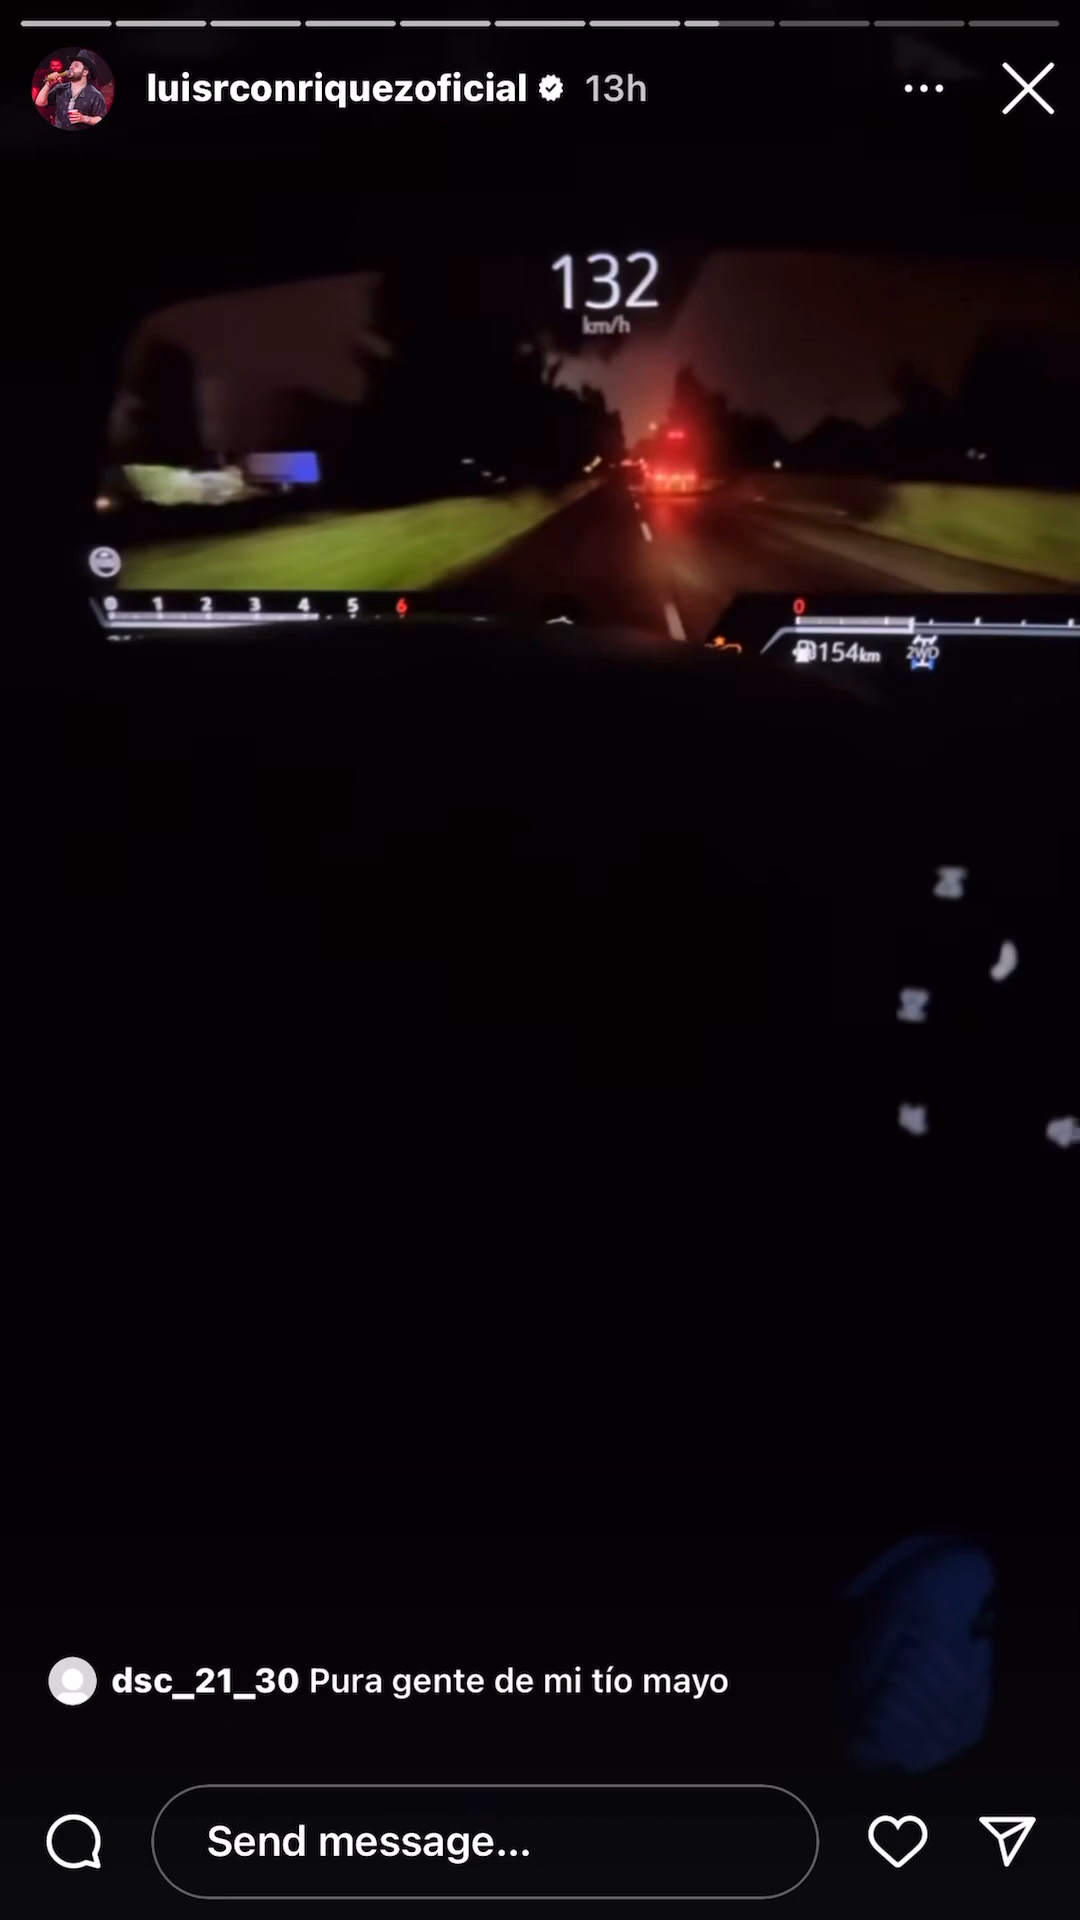 luisrconriquezoficial 13h
132
km/h
0 1 2 3 4 5 6
0
154km 2WD
dsc_21_30 Pura gente de mi tío mayo
Send message...